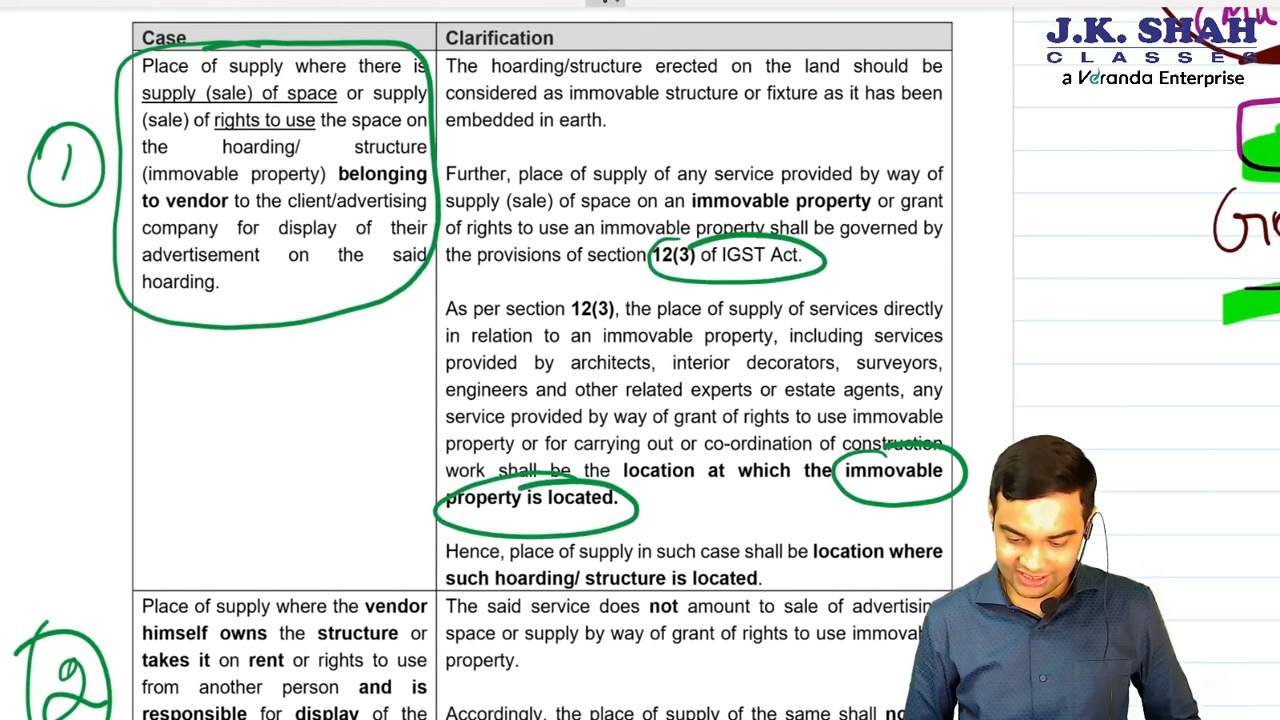 Case
Place of supply where there is
supply (sale) of space or supply
(sale) of rights to use the space on
the hoarding/ structure
(immovable property) belonging
to vendor to the client/advertising
company for display of their
advertisement on the said
hoarding.
Clarification
The hoarding/structure erected on the land should be
considered as immovable structure or fixture as it has been
embedded in earth.
Further, place of supply of any service provided by way of
supply (sale) of space on an immovable property or grant
of rights to use an immovable property shall be governed by
the provisions of section 12(3) of IGST Act.
As per section 12(3), the place of supply of services directly
in relation to an immovable property, including services
provided by architects, interior decorators, surveyors,
engineers and other related experts or estate agents, any
service provided by way of grant of rights to use immovable
property or for carrying out or co-ordination of construction
work shall be the location at which the immovable
property is located.
Hence, place of supply in such case shall be location where
such hoarding/ structure is located.
Place of supply where the vendor
himself owns the structure or
takes it on rent or rights to use
from another person and is
responsible for display of the
The said service does not amount to sale of advertisin
space or supply by way of grant of rights to use immova
property.
Accordingly, the place of supply of the same shall no
1
2
J.K. SHAH
CLASSES
a Veranda Enterprise